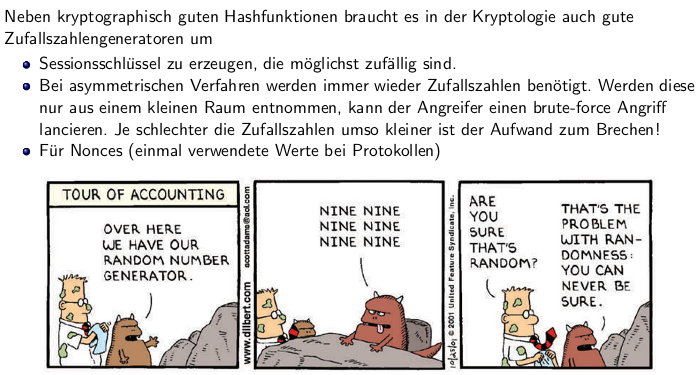 Neben kryptographisch guten Hashfunktionen braucht es in der Kryptologie auch gute
Zufallszahlengeneratoren um
Sessionsschlüssel zu erzeugen, die möglichst zufällig sind.
Bei asymmetrischen Verfahren werden immer wieder Zufallszahlen benötigt. Werden diese
nur aus einem kleinen Raum entnommen, kann der Angreifer einen brute-force Angriff
lancieren. Je schlechter die Zufallszahlen umso kleiner ist der Aufwand zum Brechen!
Für Nonces (einmal verwendete Werte bei Protokollen)
TOUR OF ACCOUNTING
OVER HERE
WE HAVE OUR
RANDOM NUMBER
GENERATOR.
www.dilbert.com
scottadams@aol.com
NINE NINE
NINE NINE
NINE NINE
© 2001 United Feature Syndicate, Inc.
ARE
YOU
SURE
THAT'S
RANDOM?
THAT'S THE
PROBLEM
WITH RAN-
DOMNESS:
YOU CAN
NEVER BE
SURE.